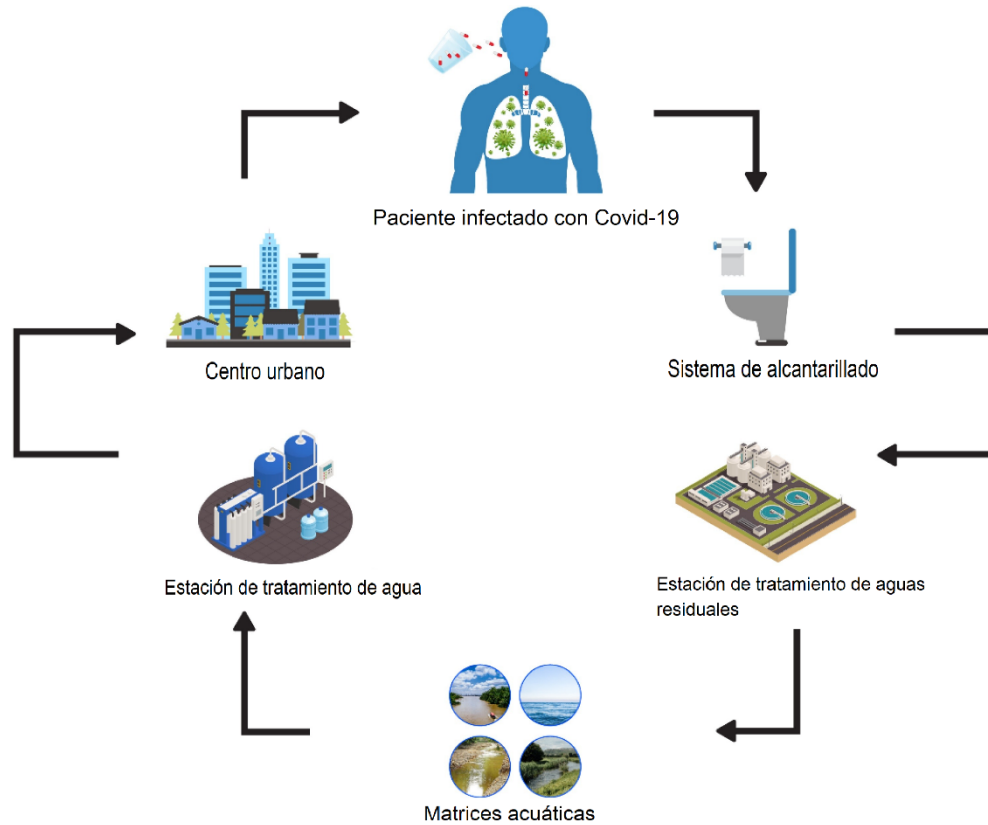 Paciente infectado con Covid-19
Centro urbano
Sistema de alcantarillado
Estación de tratamiento de agua
Estación de tratamiento de aguas
residuales
Matrices acuáticas